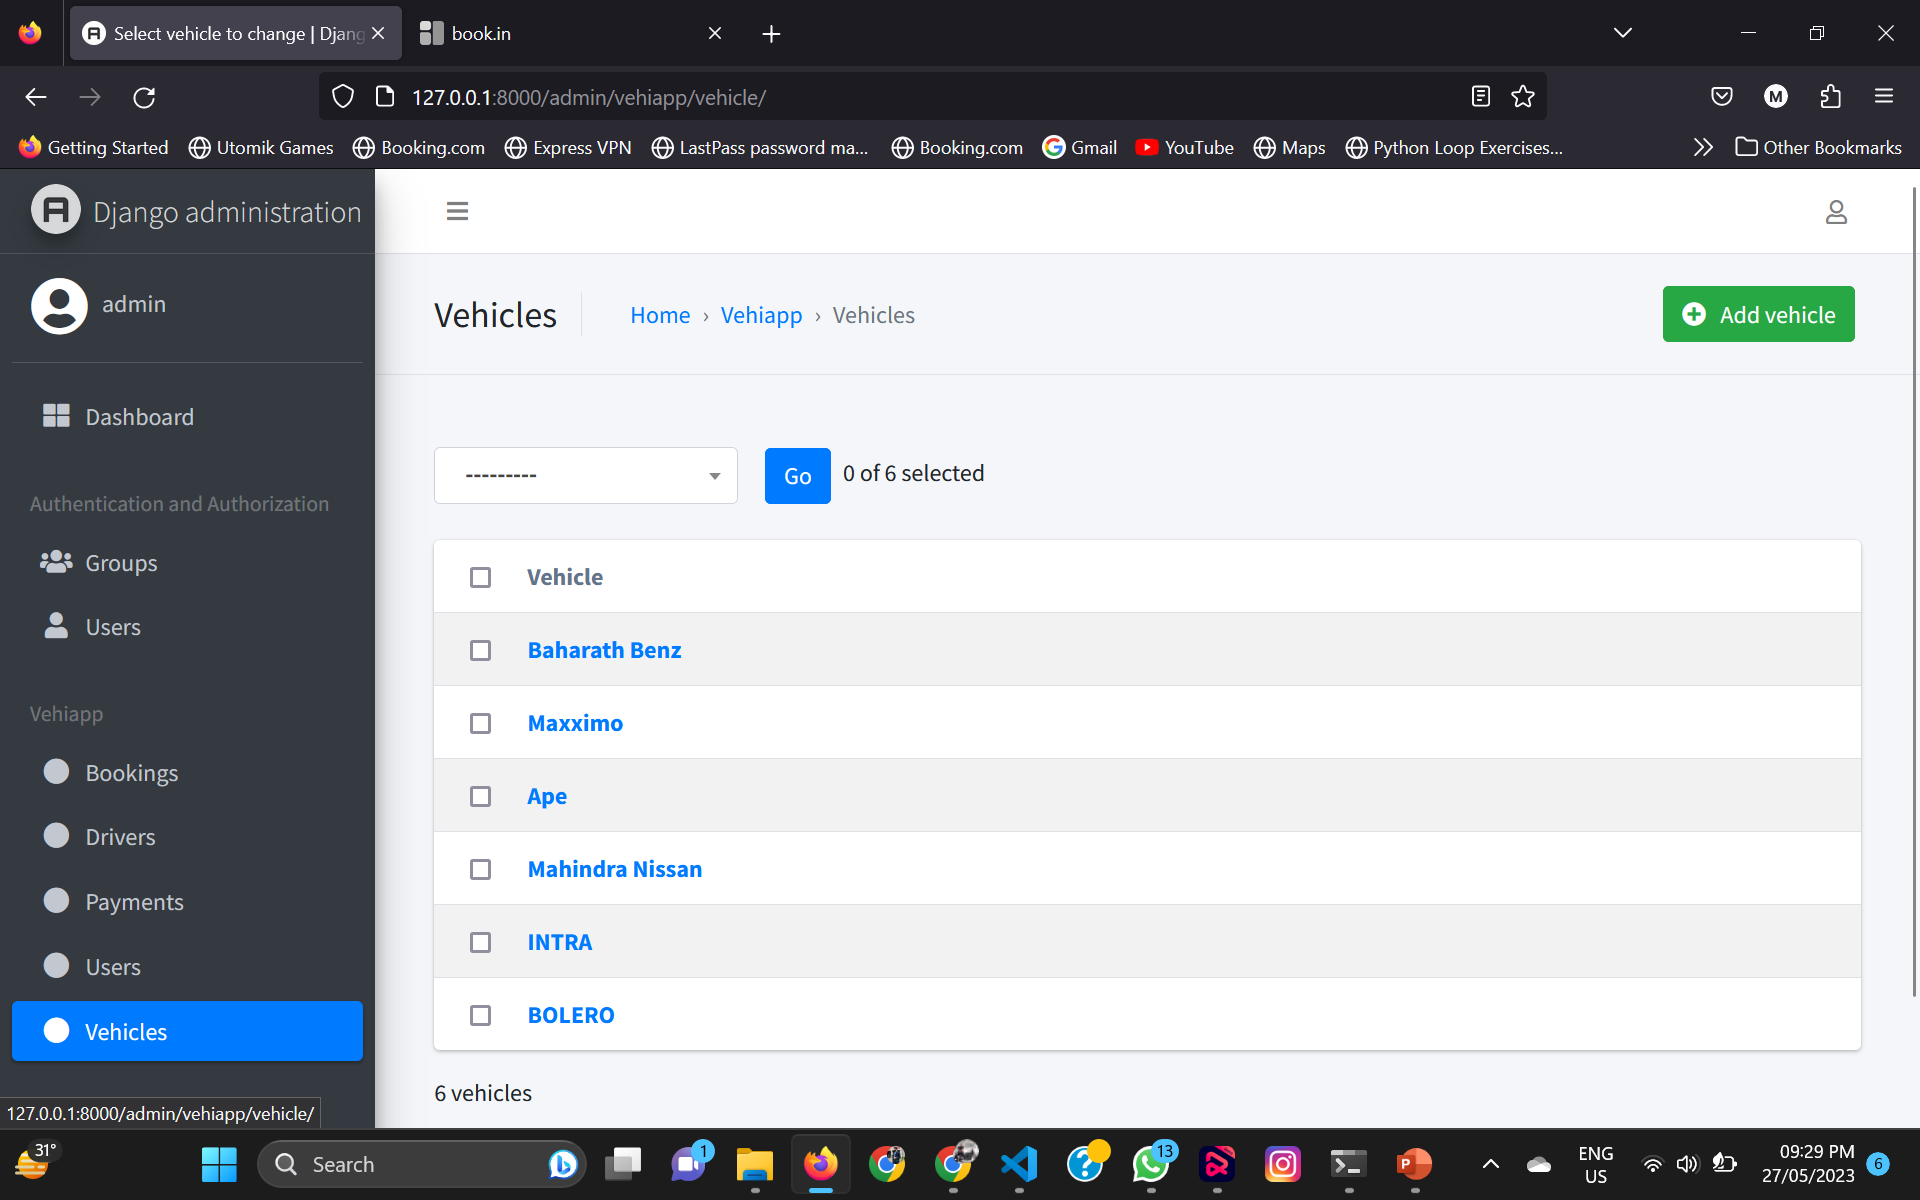 Select vehicle to change | Djang
book.in
127.0.0.1:8000/admin/vehiapp/vehicle/
M
Getting Started
Utomik Games
Booking.com
Express VPN
LastPass password ma...
Booking.com
Gmail
YouTube
Maps
Python Loop Exercises...
Other Bookmarks
Django administration
admin
Dashboard
Authentication and Authorization
Groups
Users
Vehiapp
Bookings
Drivers
Payments
Users
Vehicles
127.0.0.1:8000/admin/vehiapp/vehicle/
Vehicles
Home › Vehiapp › Vehicles
Add vehicle
---------
Go
0 of 6 selected
Vehicle
Baharath Benz
Maxximo
Ape
Mahindra Nissan
INTRA
BOLERO
6 vehicles
31°
Search
1
13
ENG
US
09:29 PM
27/05/2023
6